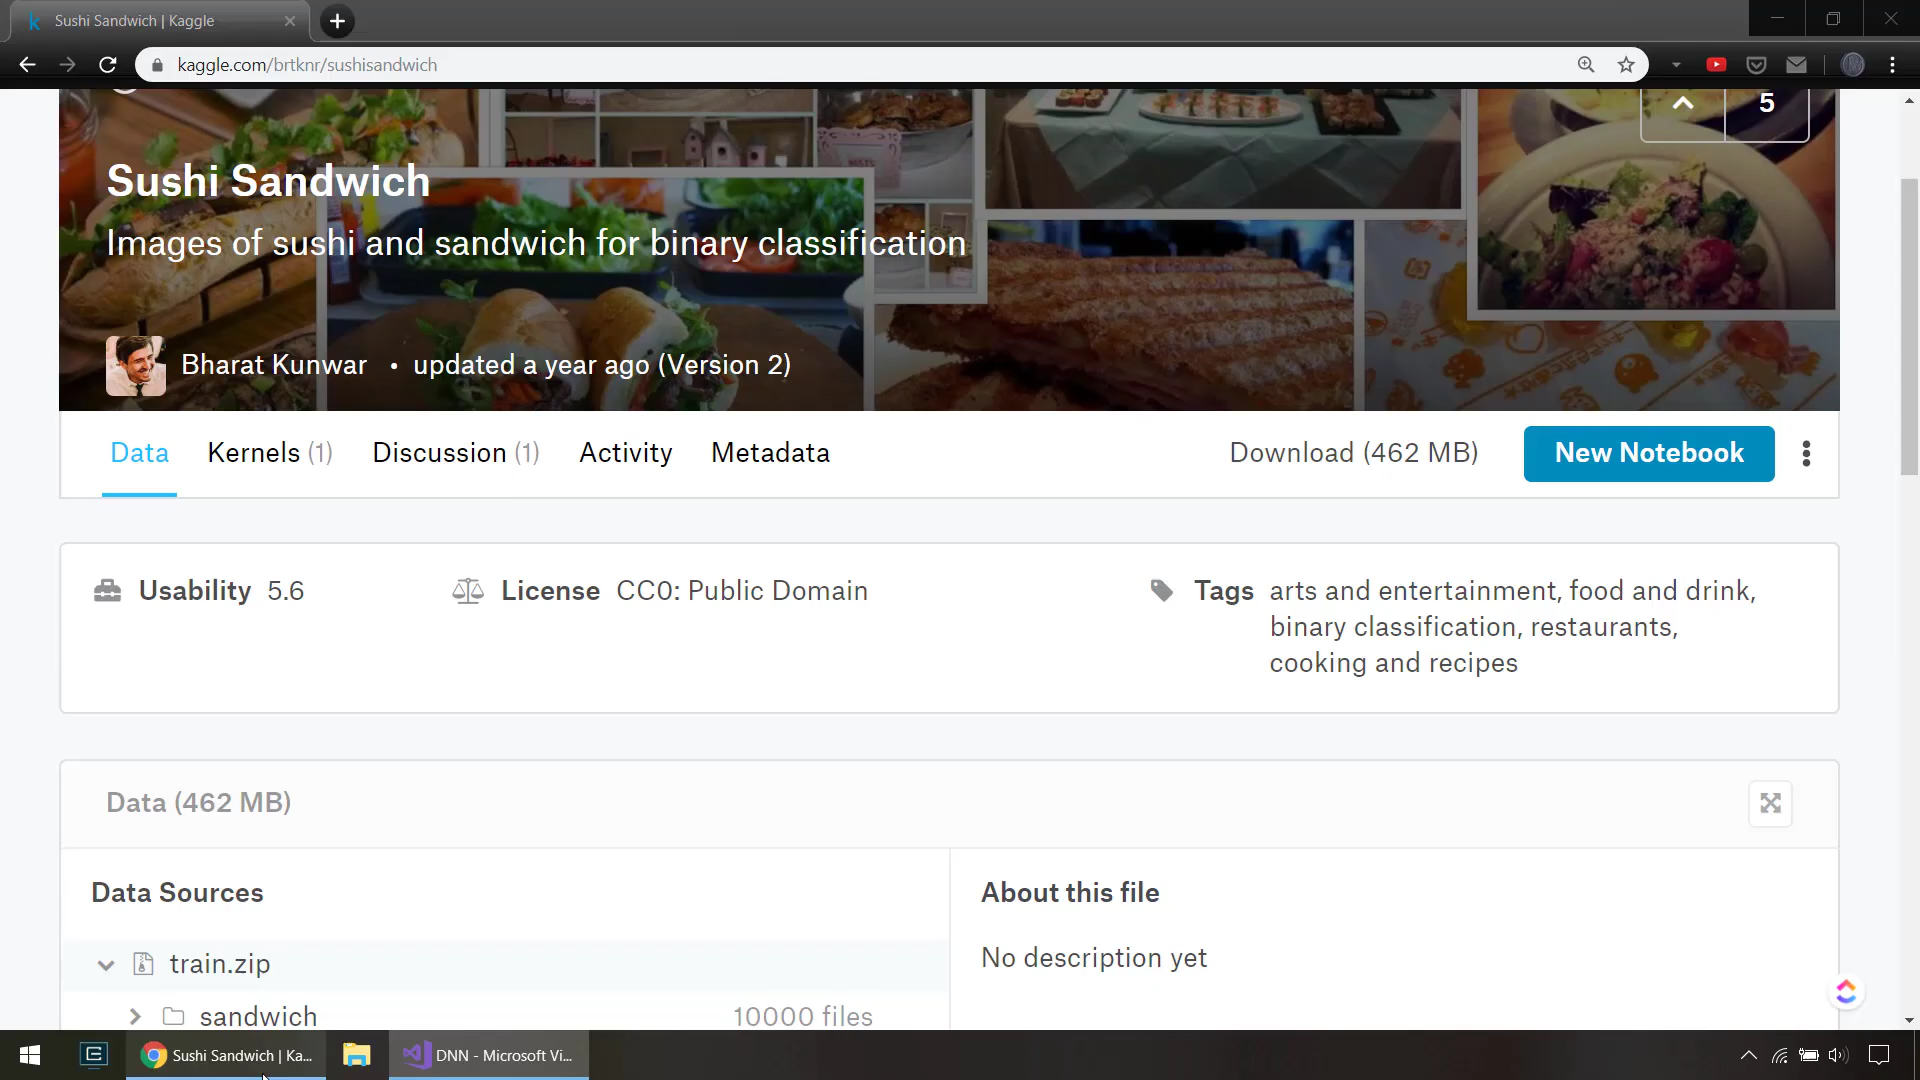 Sushi Sandwich | Kaggle
kaggle.com/brtknr/sushisandwich
5
Sushi Sandwich
Images of sushi and sandwich for binary classification
Bharat Kunwar • updated a year ago (Version 2)
Data Kernels (1) Discussion (1) Activity Metadata Download (462 MB) New Notebook
Usability 5.6 License CC0: Public Domain Tags arts and entertainment, food and drink,
binary classification, restaurants,
cooking and recipes
Data (462 MB)
Data Sources
About this file
train.zip
No description yet
sandwich 10000 files
Sushi Sandwich | Ka...
DNN - Microsoft Vi...